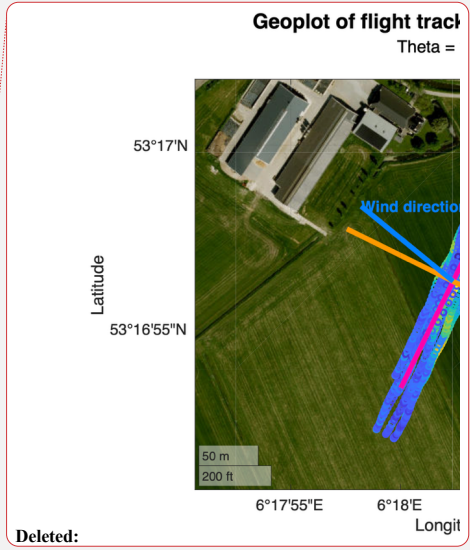 Geoplot of flight track
Theta =
53°17'N
Wind directio
Latitude
53°16'55"N
50 m
200 ft
6°17'55"E
6°18'E
Longit
Deleted: